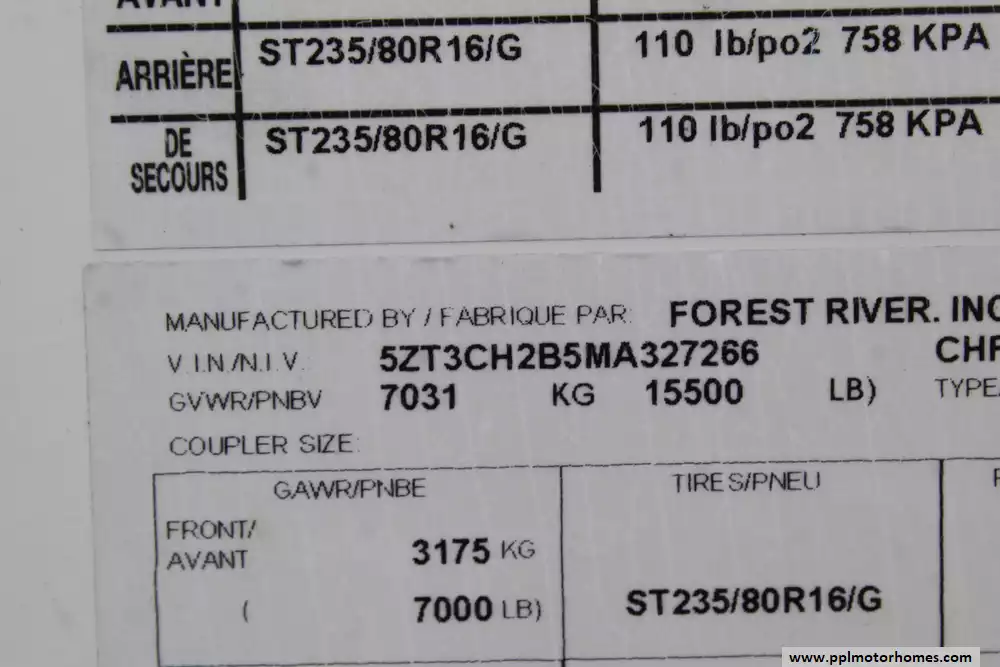 AVANT
ARRIÈRE ST235/80R16/G 110 lb/po2 758 KPA
DE SECOURS ST235/80R16/G 110 lb/po2 758 KPA
MANUFACTURED BY / FABRIQUE PAR: FOREST RIVER. INC
V.I.N./N.I.V. 5ZT3CH2B5MA327266
GVWR/PNBV 7031 KG 15500 LB) TYPE
COUPLER SIZE:
GAWR/PNBE TIRES/PNEU
FRONT/
AVANT 3175 KG
( 7000 LB) ST235/80R16/G
www.pplmotorhomes.com